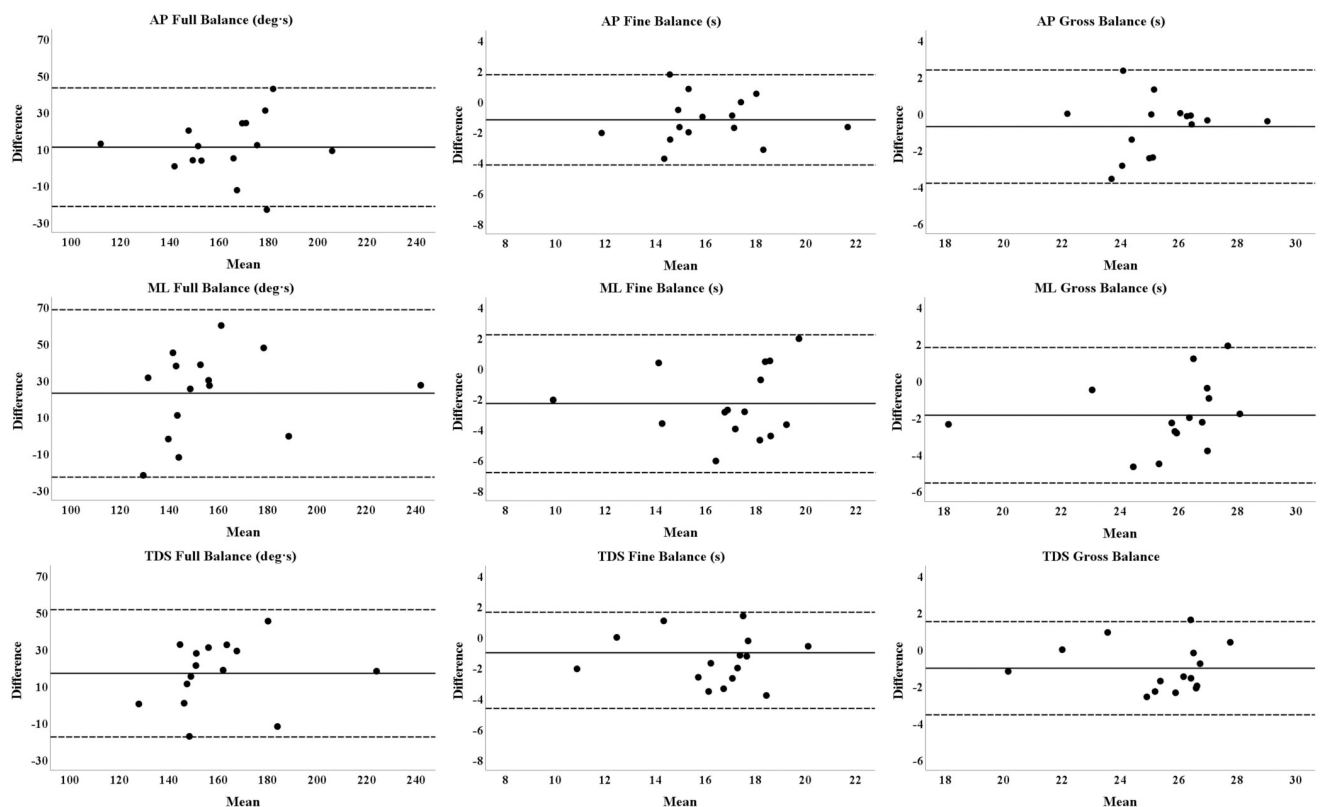 AP Full Balance (deg·s)
70
50
30
10
-10
-30
Difference
100 120 140 160 180 200 220 240
Mean
AP Fine Balance (s)
4
2
0
-2
-4
-6
-8
Difference
8 10 12 14 16 18 20 22
Mean
AP Gross Balance (s)
4
2
0
-2
-4
-6
Difference
18 20 22 24 26 28 30
Mean
ML Full Balance (deg·s)
70
50
30
10
-10
-30
Difference
100 120 140 160 180 200 220 240
Mean
ML Fine Balance (s)
4
2
0
-2
-4
-6
-8
Difference
8 10 12 14 16 18 20 22
Mean
ML Gross Balance (s)
4
2
0
-2
-4
-6
Difference
18 20 22 24 26 28 30
Mean
TDS Full Balance (deg·s)
70
50
30
10
-10
-30
Difference
100 120 140 160 180 200 220 240
Mean
TDS Fine Balance (s)
4
2
0
-2
-4
-6
-8
Difference
8 10 12 14 16 18 20 22
Mean
TDS Gross Balance
4
2
0
-2
-4
-6
Difference
18 20 22 24 26 28 30
Mean